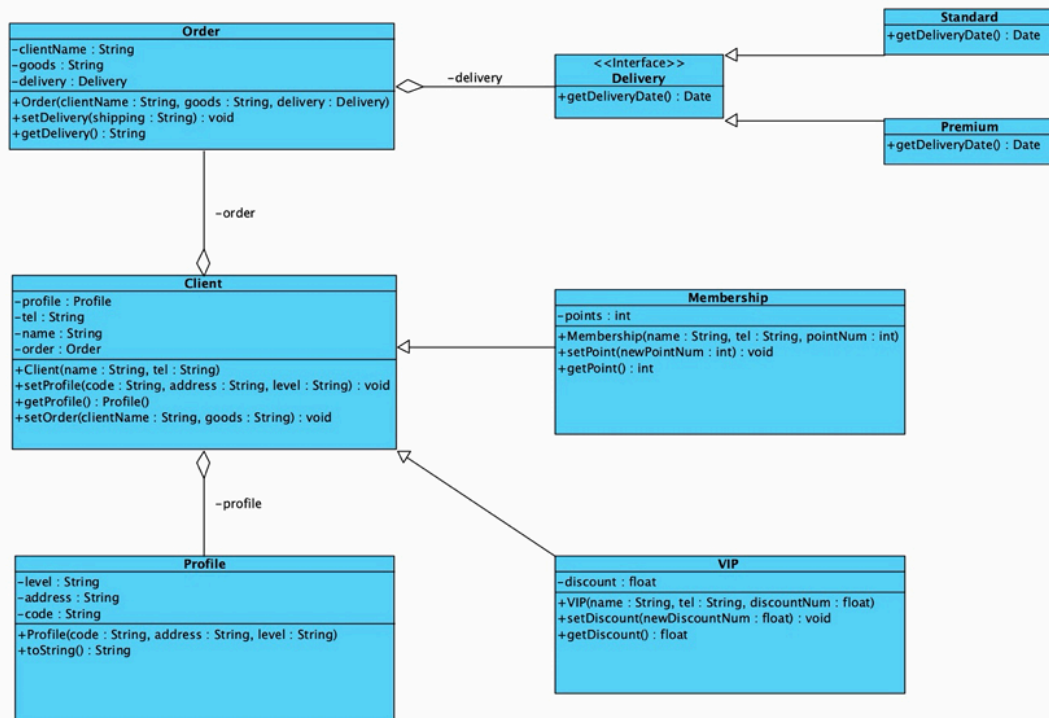 Order
-clientName : String
-goods : String
-delivery : Delivery
+Order(clientName : String, goods : String, delivery : Delivery)
+setDelivery(shipping : String) : void
+getDelivery() : String
-delivery
<<Interface>>
Delivery
+getDeliveryDate() : Date
Standard
+getDeliveryDate() : Date
Premium
+getDeliveryDate() : Date
-order
Client
-profile : Profile
-tel : String
-name : String
-order : Order
+Client(name : String, tel : String)
+setProfile(code : String, address : String, level : String) : void
+getProfile() : Profile()
+setOrder(clientName : String, goods : String) : void
Membership
-points : int
+Membership(name : String, tel : String, pointNum : int)
+setPoint(newPointNum : int) : void
+getPoint() : int
-profile
Profile
-level : String
-address : String
-code : String
+Profile(code : String, address : String, level : String)
+toString() : String
VIP
-discount : float
+VIP(name : String, tel : String, discountNum : float)
+setDiscount(newDiscountNum : float) : void
+getDiscount() : float